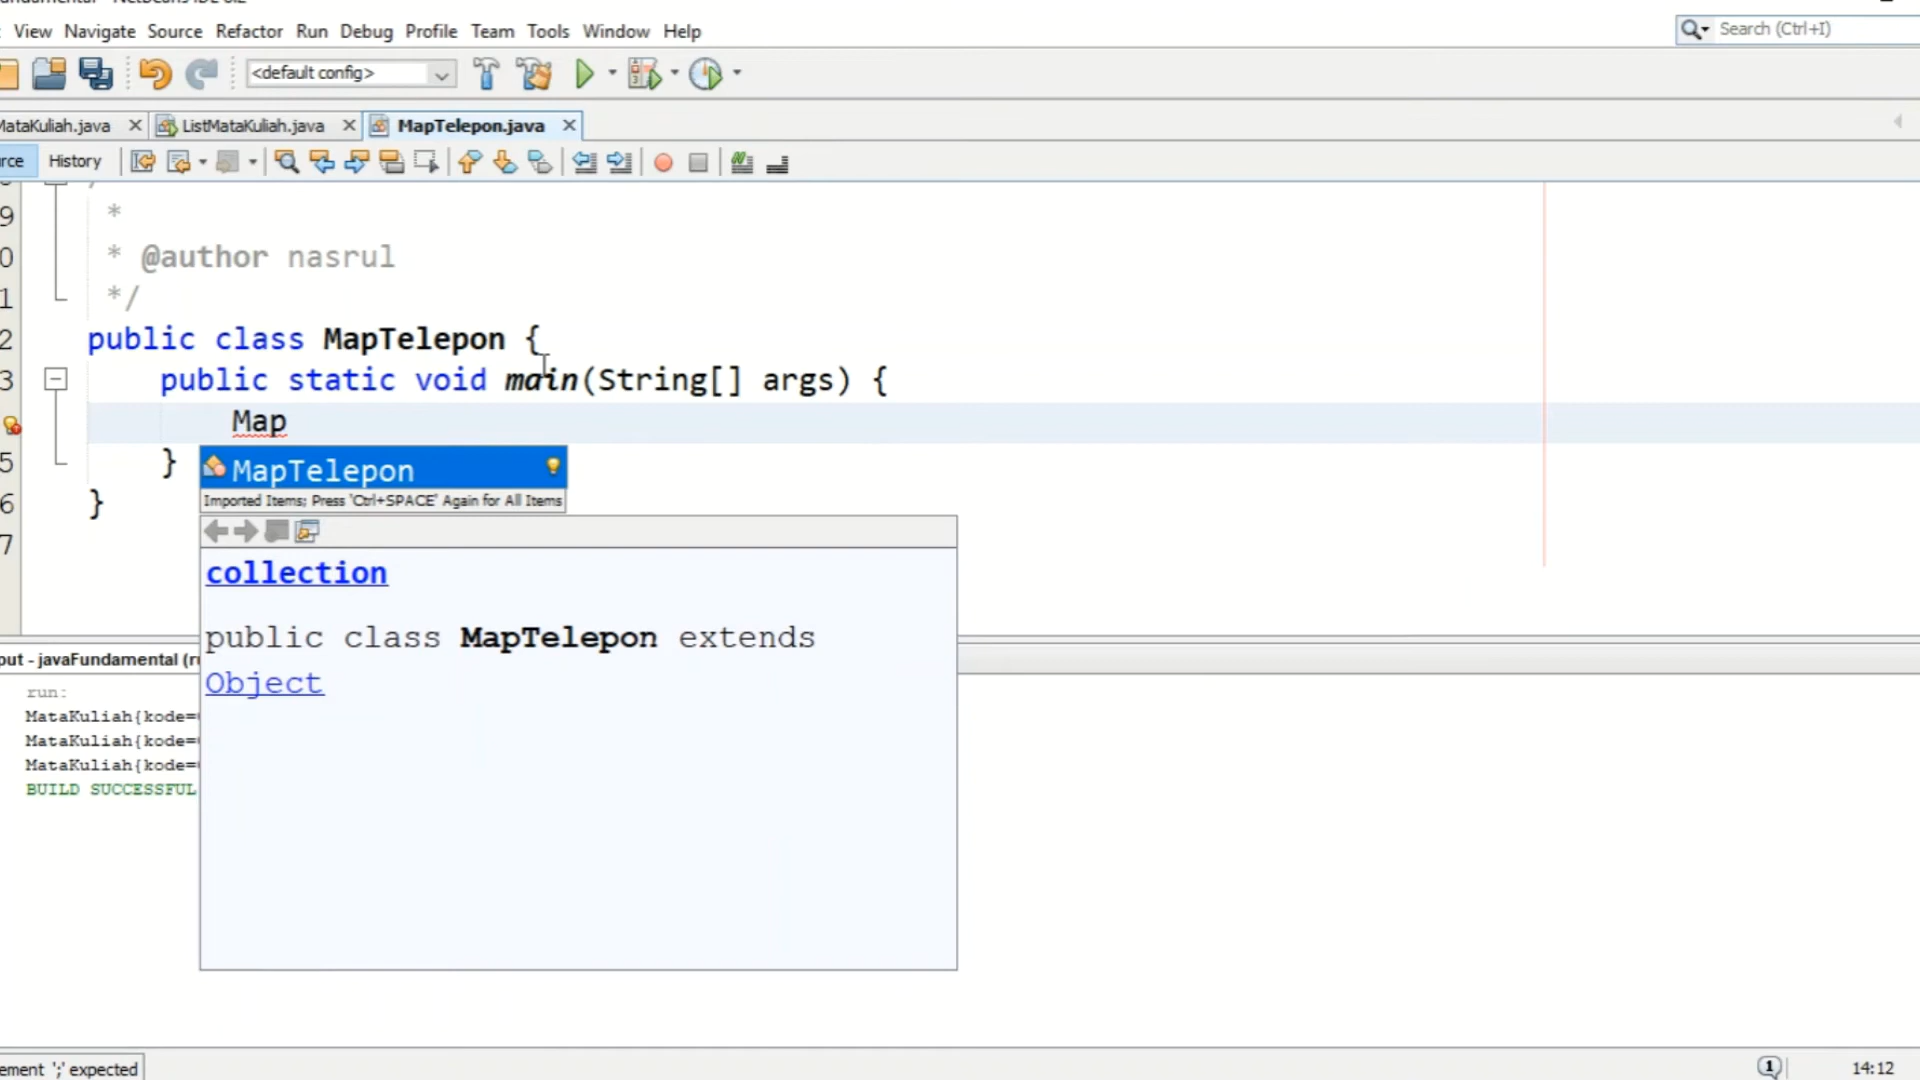 View Navigate Source Refactor Run Debug Profile Team Tools Window Help
Search (Ctrl+I)
<default config>
MataKuliah.java
ListMataKuliah.java
MapTelepon.java
History
9 *
0 * @author nasrul
1 */
2 public class MapTelepon {
3 public static void main(String[] args) {
Map
5 }
6 }
7
MapTelepon
Imported Items; Press 'Ctrl+SPACE' Again for All Items
collection
public class MapTelepon extends
Object
put - javaFundamental (ru
run:
MataKuliah{kode=
MataKuliah{kode=
MataKuliah{kode=
BUILD SUCCESSFUL
ement ';' expected
1
14:12